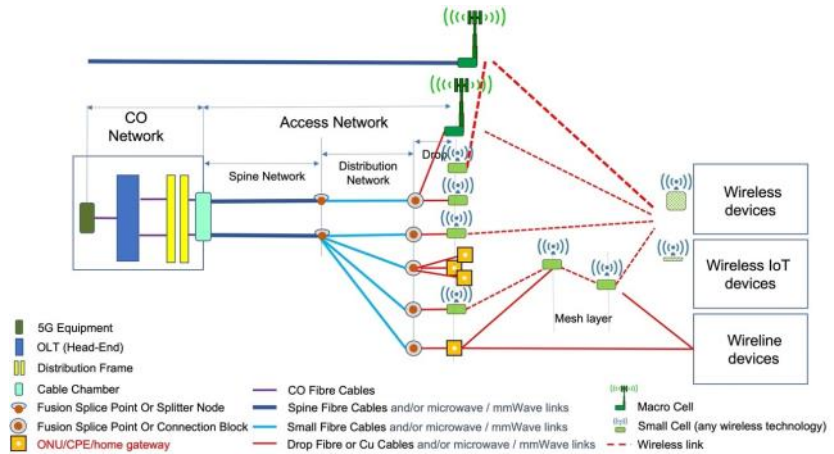 CO
Network
Access Network
Drop
Distribution
Network
Spine Network
Wireless
devices
Wireless IoT
devices
Mesh layer
Wireline
devices
5G Equipment
OLT (Head-End)
Distribution Frame
Cable Chamber
Fusion Splice Point Or Splitter Node
Fusion Splice Point Or Connection Block
ONU/CPE/home gateway
CO Fibre Cables
Spine Fibre Cables and/or microwave / mmWave links
Small Fibre Cables and/or microwave / mmWave links
Drop Fibre or Cu Cables and/or microwave / mmWave links
Macro Cell
Small Cell (any wireless technology)
Wireless link